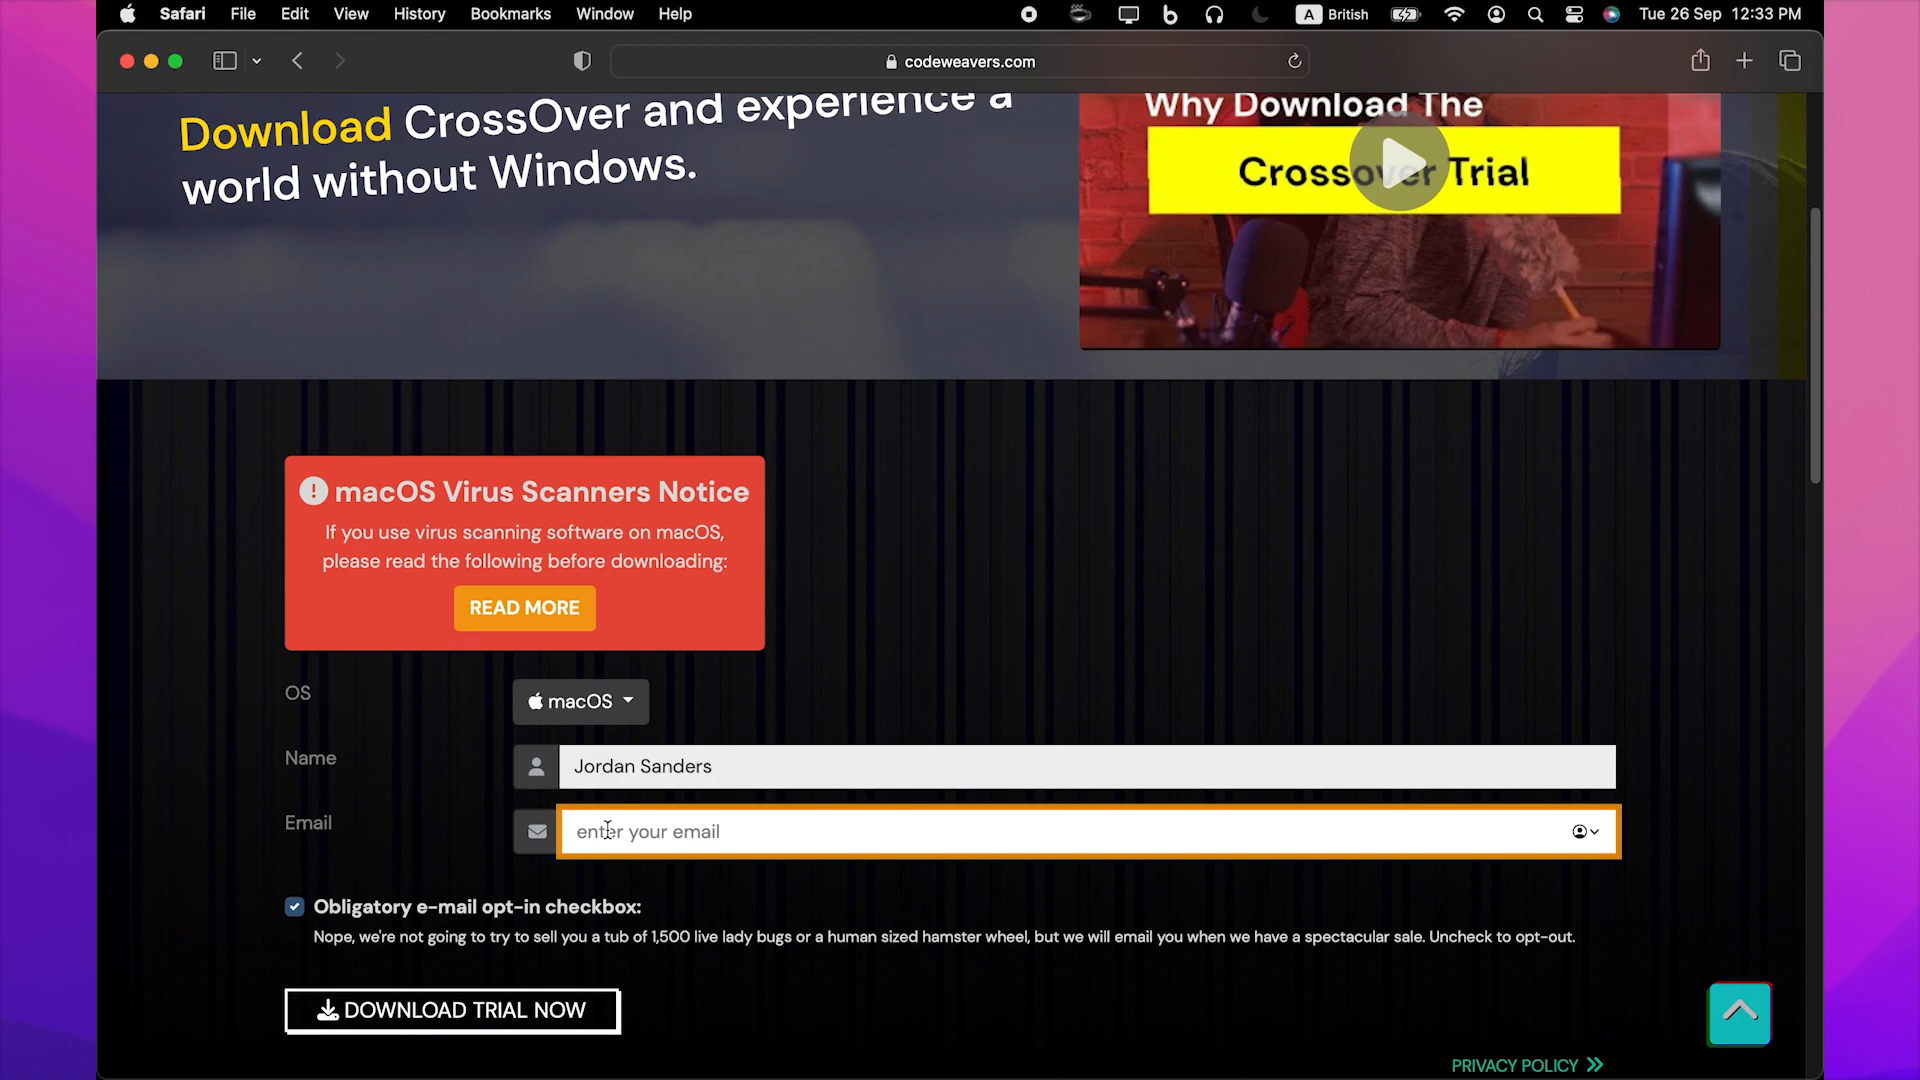 Safari File Edit View History Bookmarks Window Help A British Tue 26 Sep 12:33 PM
codeweavers.com
Download CrossOver and experience a
world without Windows.
Why Download The
Crossover Trial
macOS Virus Scanners Notice
If you use virus scanning software on macOS,
please read the following before downloading:
READ MORE
OS
macOS
Name
Jordan Sanders
Email
enter your email
Obligatory e-mail opt-in checkbox:
Nope, we're not going to try to sell you a tub of 1,500 live lady bugs or a human sized hamster wheel, but we will email you when we have a spectacular sale. Uncheck to opt-out.
DOWNLOAD TRIAL NOW
PRIVACY POLICY